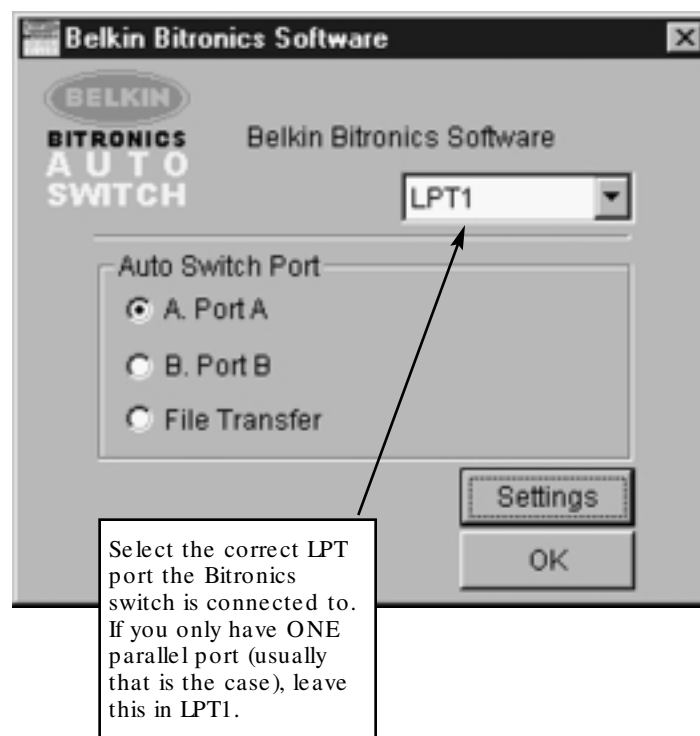 Belkin Bitronics Software
BELKIN
BITRONICS
AUTO
SWITCH
Belkin Bitronics Software
LPT1
Auto Switch Port
A. Port A
B. Port B
File Transfer
Settings
OK
Select the correct LPT
port the Bitronics
switch is connected to.
If you only have ONE
parallel port (usually
that is the case), leave
this in LPT1.